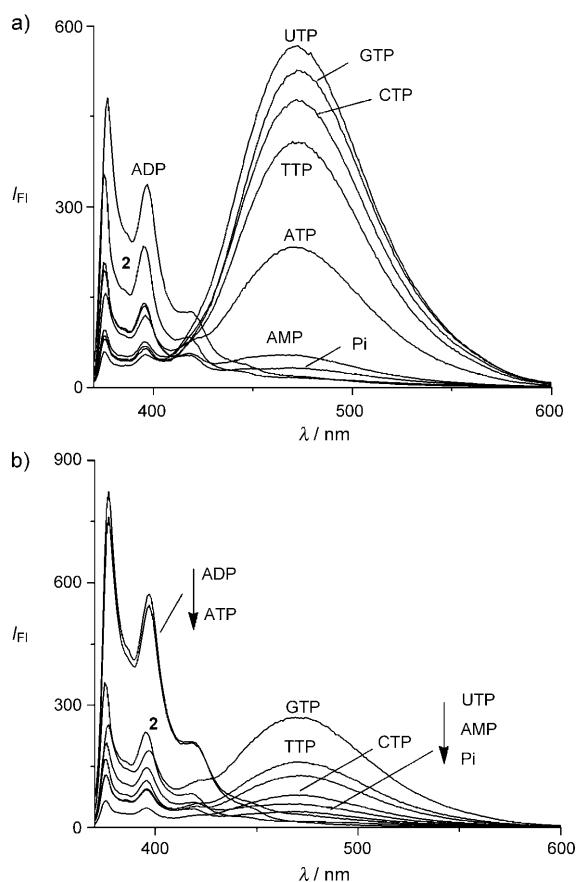 a)
600
UTP
GTP
CTP
ADP
TTP
300
I_Fl
2
ATP
AMP
Pi
0
400
500
600
λ / nm
b)
900
600
ADP
ATP
I_Fl
300
2
GTP
TTP
CTP
UTP
AMP
Pi
0
400
500
600
λ / nm